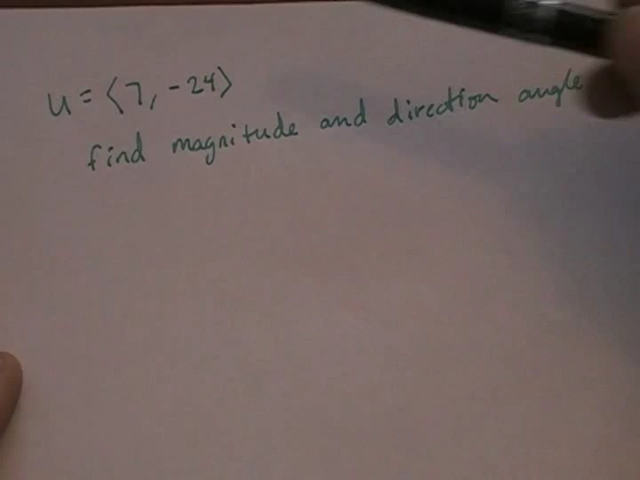 u = ⟨7, -24⟩
find magnitude and direction angle